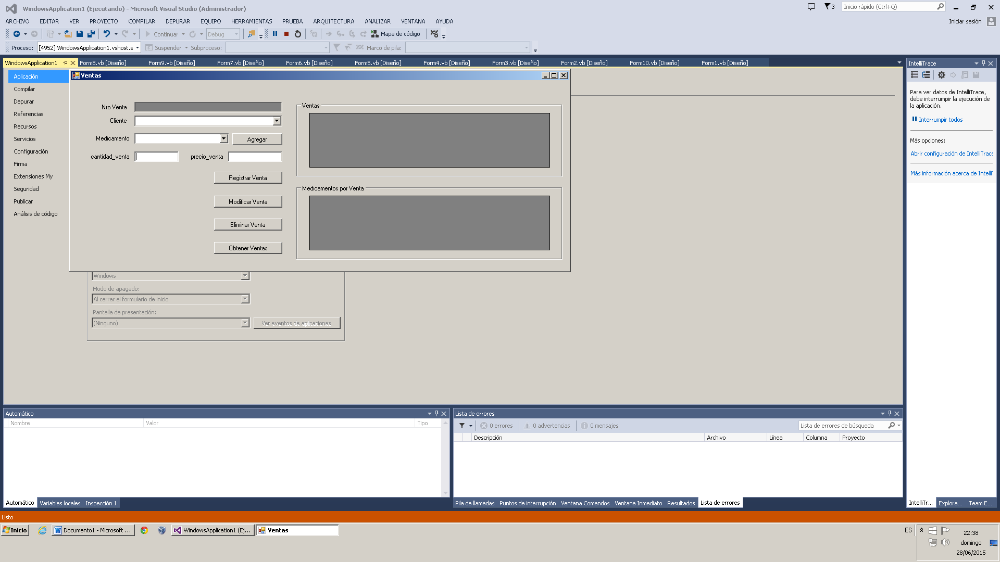 WindowsApplication1 (Ejecutando) - Microsoft Visual Studio (Administrador)
3
Inicio rápido (Ctrl+Q)
ARCHIVO EDITAR VER PROYECTO COMPILAR DEPURAR EQUIPO HERRAMIENTAS PRUEBA ARQUITECTURA ANALIZAR VENTANA AYUDA
Iniciar sesión
Continuar Debug Mapa de código
Proceso: [4952] WindowsApplication1.vshost.e Suspender Subproceso: Marco de pila:
WindowsApplication1 Form8.vb [Diseño] Form9.vb [Diseño] Form7.vb [Diseño] Form6.vb [Diseño] Form5.vb [Diseño] Form4.vb [Diseño] Form3.vb [Diseño] Form2.vb [Diseño] Form10.vb [Diseño] Form1.vb [Diseño]
Aplicación
Compilar
Depurar
Referencias
Recursos
Servicios
Configuración
Firma
Extensiones My
Seguridad
Publicar
Análisis de código
Ventas
Nro Venta
Cliente
Medicamento
Agregar
cantidad_venta
precio_venta
Registrar Venta
Modificar Venta
Eliminar Venta
Obtener Ventas
Ventas
Medicamentos por Venta
Windows
Modo de apagado:
Al cerrar el formulario de inicio
Pantalla de presentación:
(Ninguno)
Ver eventos de aplicaciones
IntelliTrace
Para ver datos de IntelliTrace,
debe interrumpir la ejecución de
la aplicación.
Interrumpir todos
Más opciones:
Abrir configuración de IntelliTrace
Más información acerca de Intelli
Automático
Nombre Valor Tipo
Automático Variables locales Inspección 1
Lista de errores
0 errores 0 advertencias 0 mensajes
Lista de errores de búsqueda
Descripción Archivo Línea Columna Proyecto
Pila de llamadas Puntos de interrupción Ventana Comandos Ventana Inmediato Resultados Lista de errores
IntelliTr... Explora... Team E...
Listo
Inicio
Documento1 - Microsoft ...
WindowsApplication1 (Ej...
Ventas
ES
22:38
domingo
28/06/2015